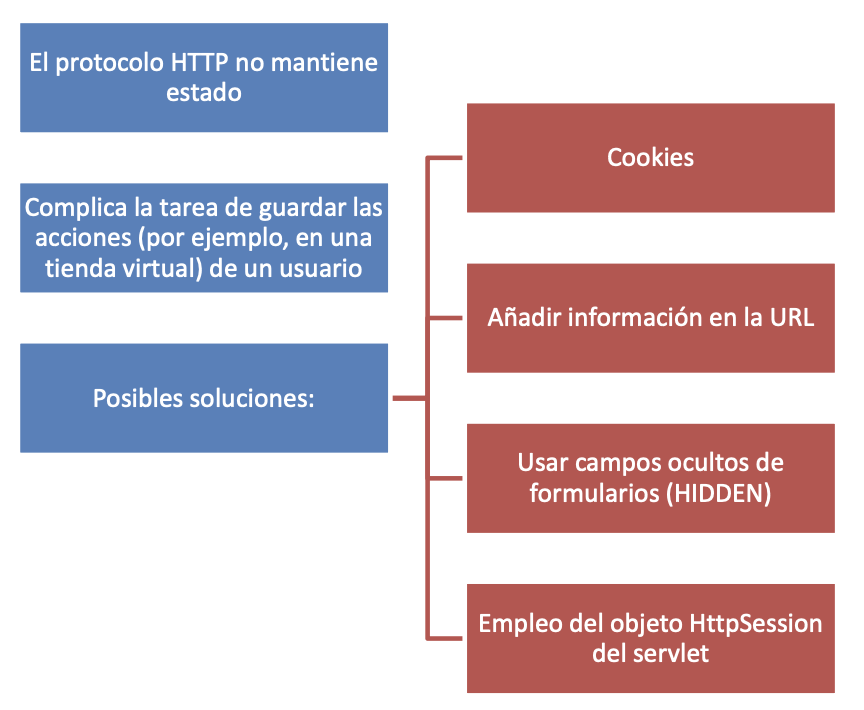 El protocolo HTTP no mantiene
estado
Complica la tarea de guardar las
acciones (por ejemplo, en una
tienda virtual) de un usuario
Posibles soluciones:
Cookies
Añadir información en la URL
Usar campos ocultos de
formularios (HIDDEN)
Empleo del objeto HttpSession
del servlet